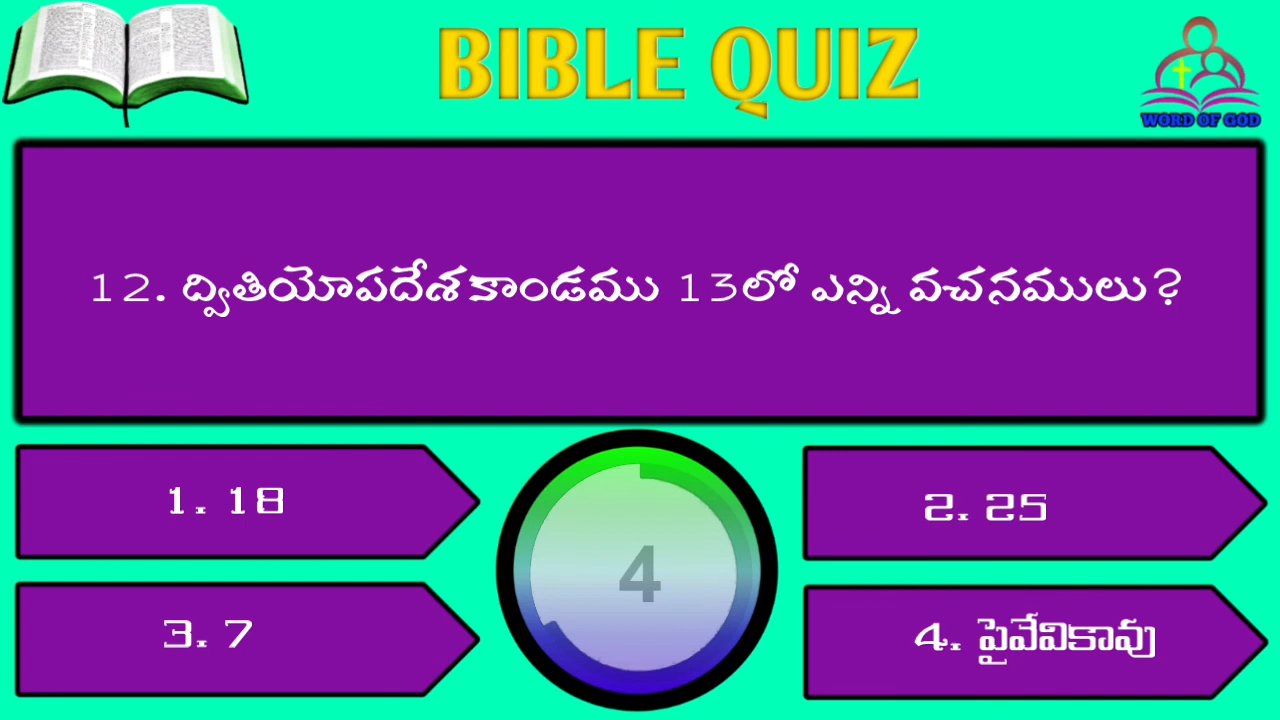 BIBLE QUIZ
WORD OF GOD
12. ద్వితియోపదేశకాండము 13లో ఎన్ని వచనములు?
1. 18
2. 25
4
3. 7
4. పైవేవికావు